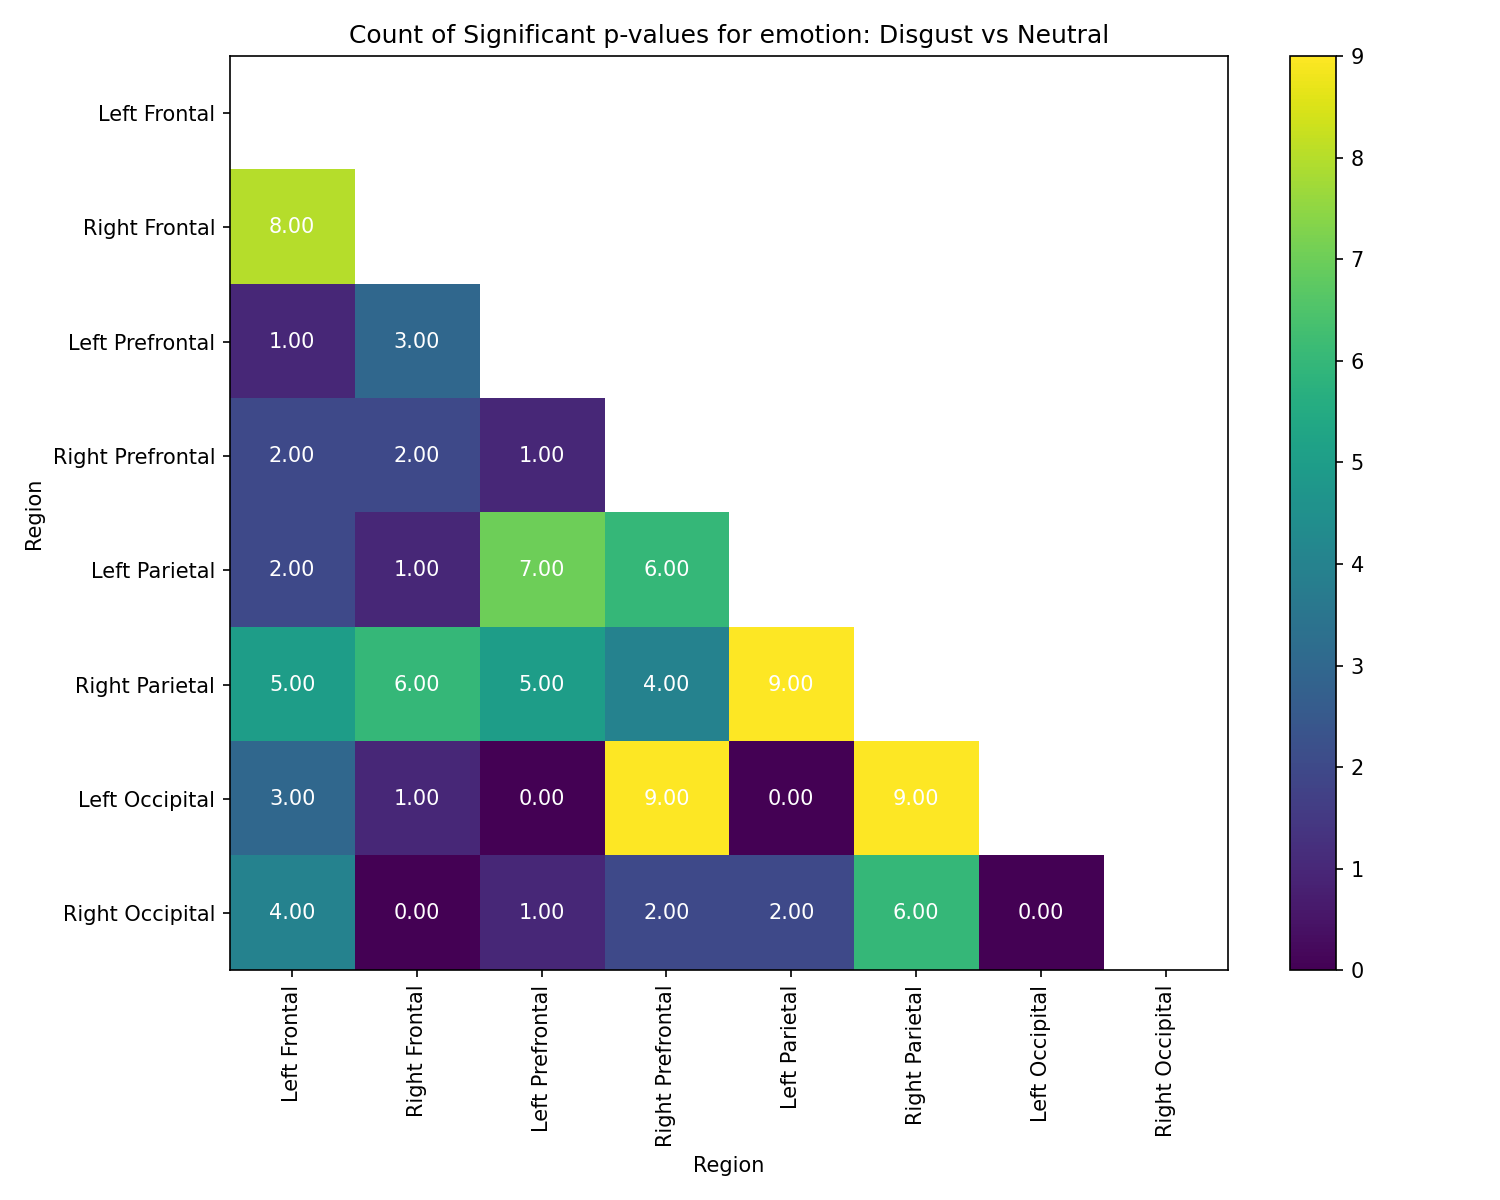 Count of Significant p-values for emotion: Disgust vs Neutral
9
Left Frontal
8
Right Frontal 8.00
7
Left Prefrontal 1.00 3.00
6
Right Prefrontal 2.00 2.00 1.00
5
Region
Left Parietal 2.00 1.00 7.00 6.00
4
Right Parietal 5.00 6.00 5.00 4.00 9.00
3
Left Occipital 3.00 1.00 0.00 9.00 0.00 9.00
2
Right Occipital 4.00 0.00 1.00 2.00 2.00 6.00 0.00
1
0
Left Frontal
Right Frontal
Left Prefrontal
Right Prefrontal
Left Parietal
Right Parietal
Left Occipital
Right Occipital
Region